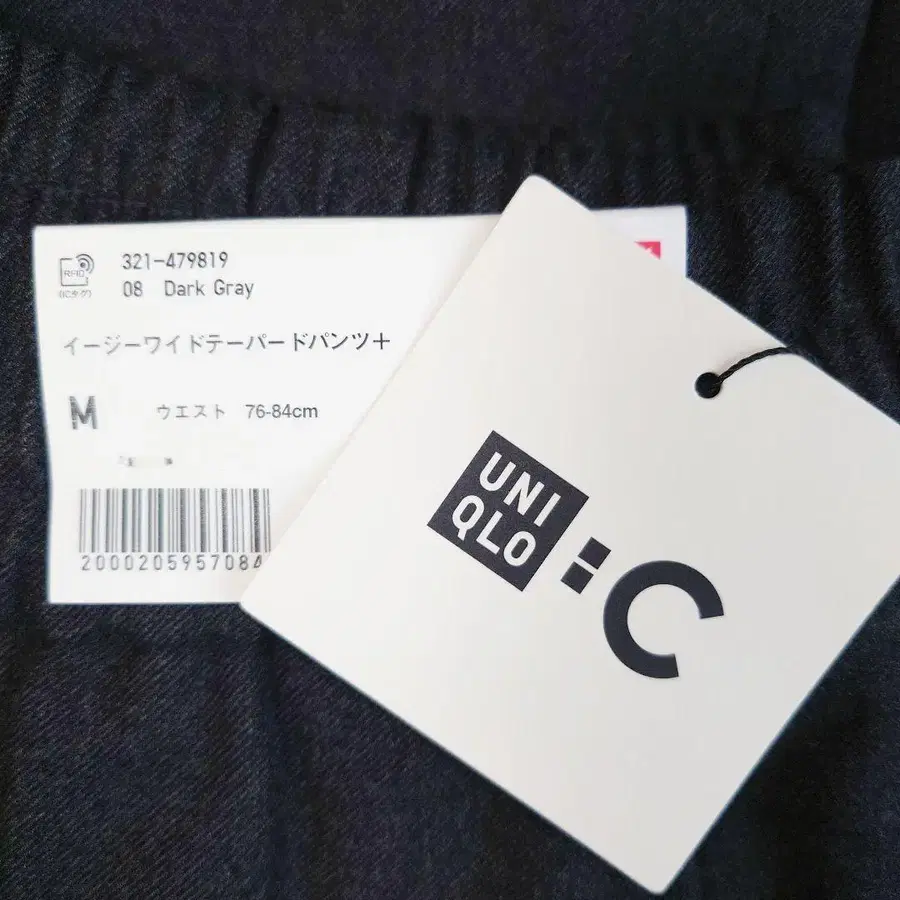 RFID
(ICタグ)
321-479819
08 Dark Gray
イージーワイドテーパードパンツ+
M ウエスト 76-84cm
2000205957084
UNI
QLO
:C